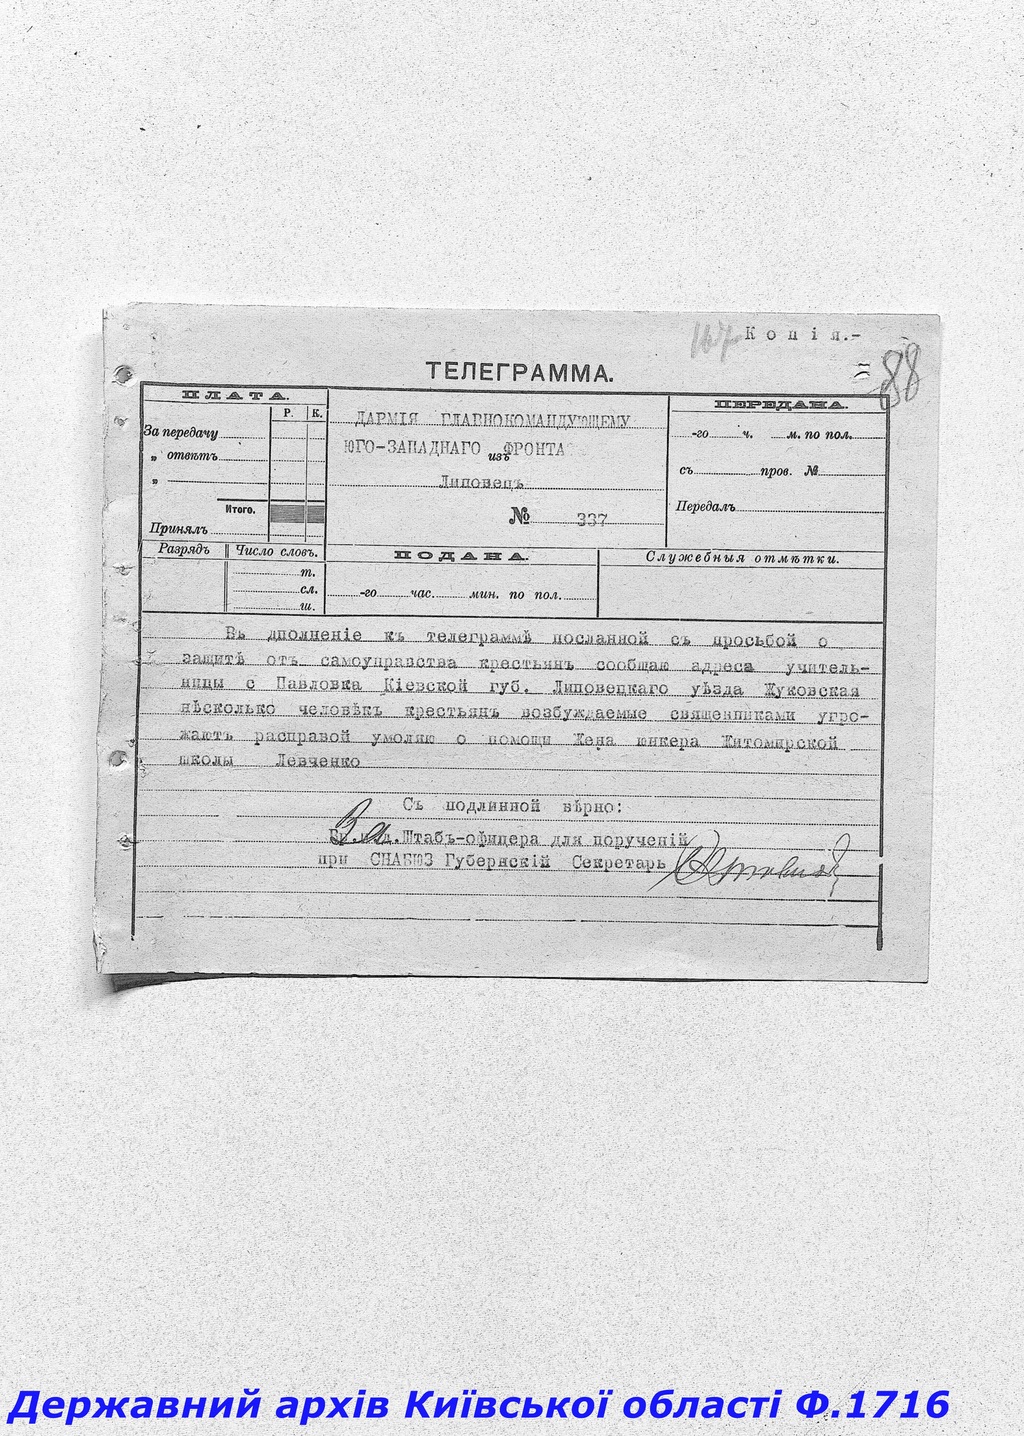 Копія.-
88
ТЕЛЕГРАММА.
ПЛАТА.
Р. К.
За передачу
„ отвѣтъ
„
Итого.
Принялъ
ДАРМІЯ ГЛАВНОКОМАНДУЮЩЕМУ
ЮГО-ЗАПАДНАГО ФРОНТА
изъ
Липовецъ
№ 337
ПЕРЕДАНА.
-го ч. м. по пол.
съ пров. №
Передалъ
Разрядъ Число словъ.
т.
сл.
ш.
ПОДАНА.
-го час. мин. по пол.
Служебныя отмѣтки.
Въ дполненіе къ телеграммѣ посланной съ просьбой о
защитѣ отъ самоуправства крестьянъ сообщаю адреса учитель-
ницы с Павловка Кіевской губ. Липовецкаго уѣзда Жуковская
нѣсколько человѣкъ крестьянъ возбуждаемые священниками угро-
жаютъ расправой умоляю о помощи Жена юнкера Житомирской
школы Левченко
Съ подлинной вѣрно:
За Штабъ-офицера для порученій
при СНАБЮЗ Губернскій Секретарь
Державний архів Київської області Ф.1716